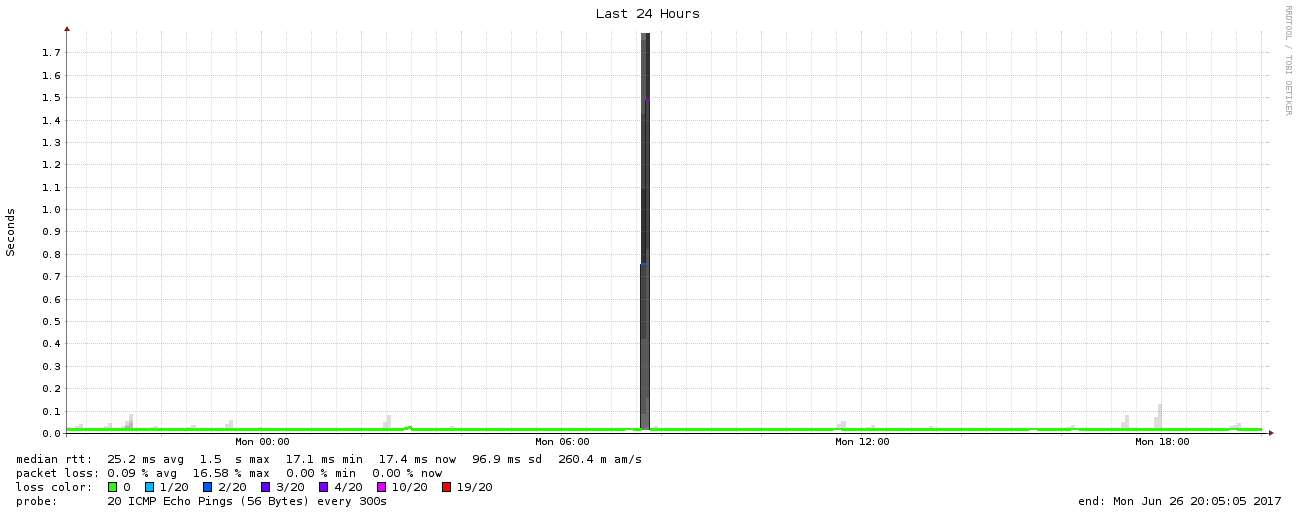 Last 24 Hours
RRDTOOL / TOBI OETIKER
Seconds
1.7
1.6
1.5
1.4
1.3
1.2
1.1
1.0
0.9
0.8
0.7
0.6
0.5
0.4
0.3
0.2
0.1
0.0
Mon 00:00 Mon 06:00 Mon 12:00 Mon 18:00
median rtt: 25.2 ms avg 1.5 s max 17.1 ms min 17.4 ms now 96.9 ms sd 260.4 m am/s
packet loss: 0.09 % avg 16.58 % max 0.00 % min 0.00 % now
loss color: 0 1/20 2/20 3/20 4/20 10/20 19/20
probe: 20 ICMP Echo Pings (56 Bytes) every 300s end: Mon Jun 26 20:05:05 2017